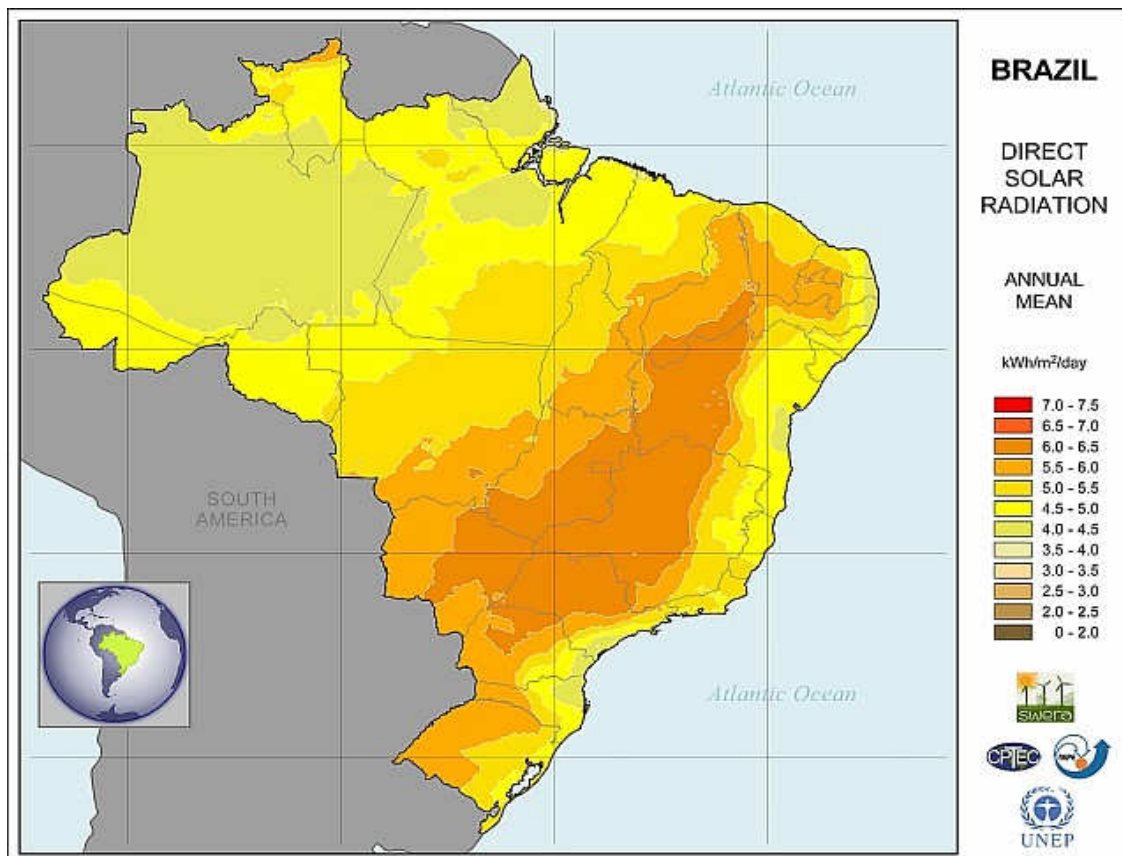 Atlantic Ocean
SOUTH
AMERICA
Atlantic Ocean
BRAZIL
DIRECT
SOLAR
RADIATION
ANNUAL
MEAN
kWh/m²/day
7.0 - 7.5
6.5 - 7.0
6.0 - 6.5
5.5 - 6.0
5.0 - 5.5
4.5 - 5.0
4.0 - 4.5
3.5 - 4.0
3.0 - 3.5
2.5 - 3.0
2.0 - 2.5
0 - 2.0
swera
CPTEC
UNEP